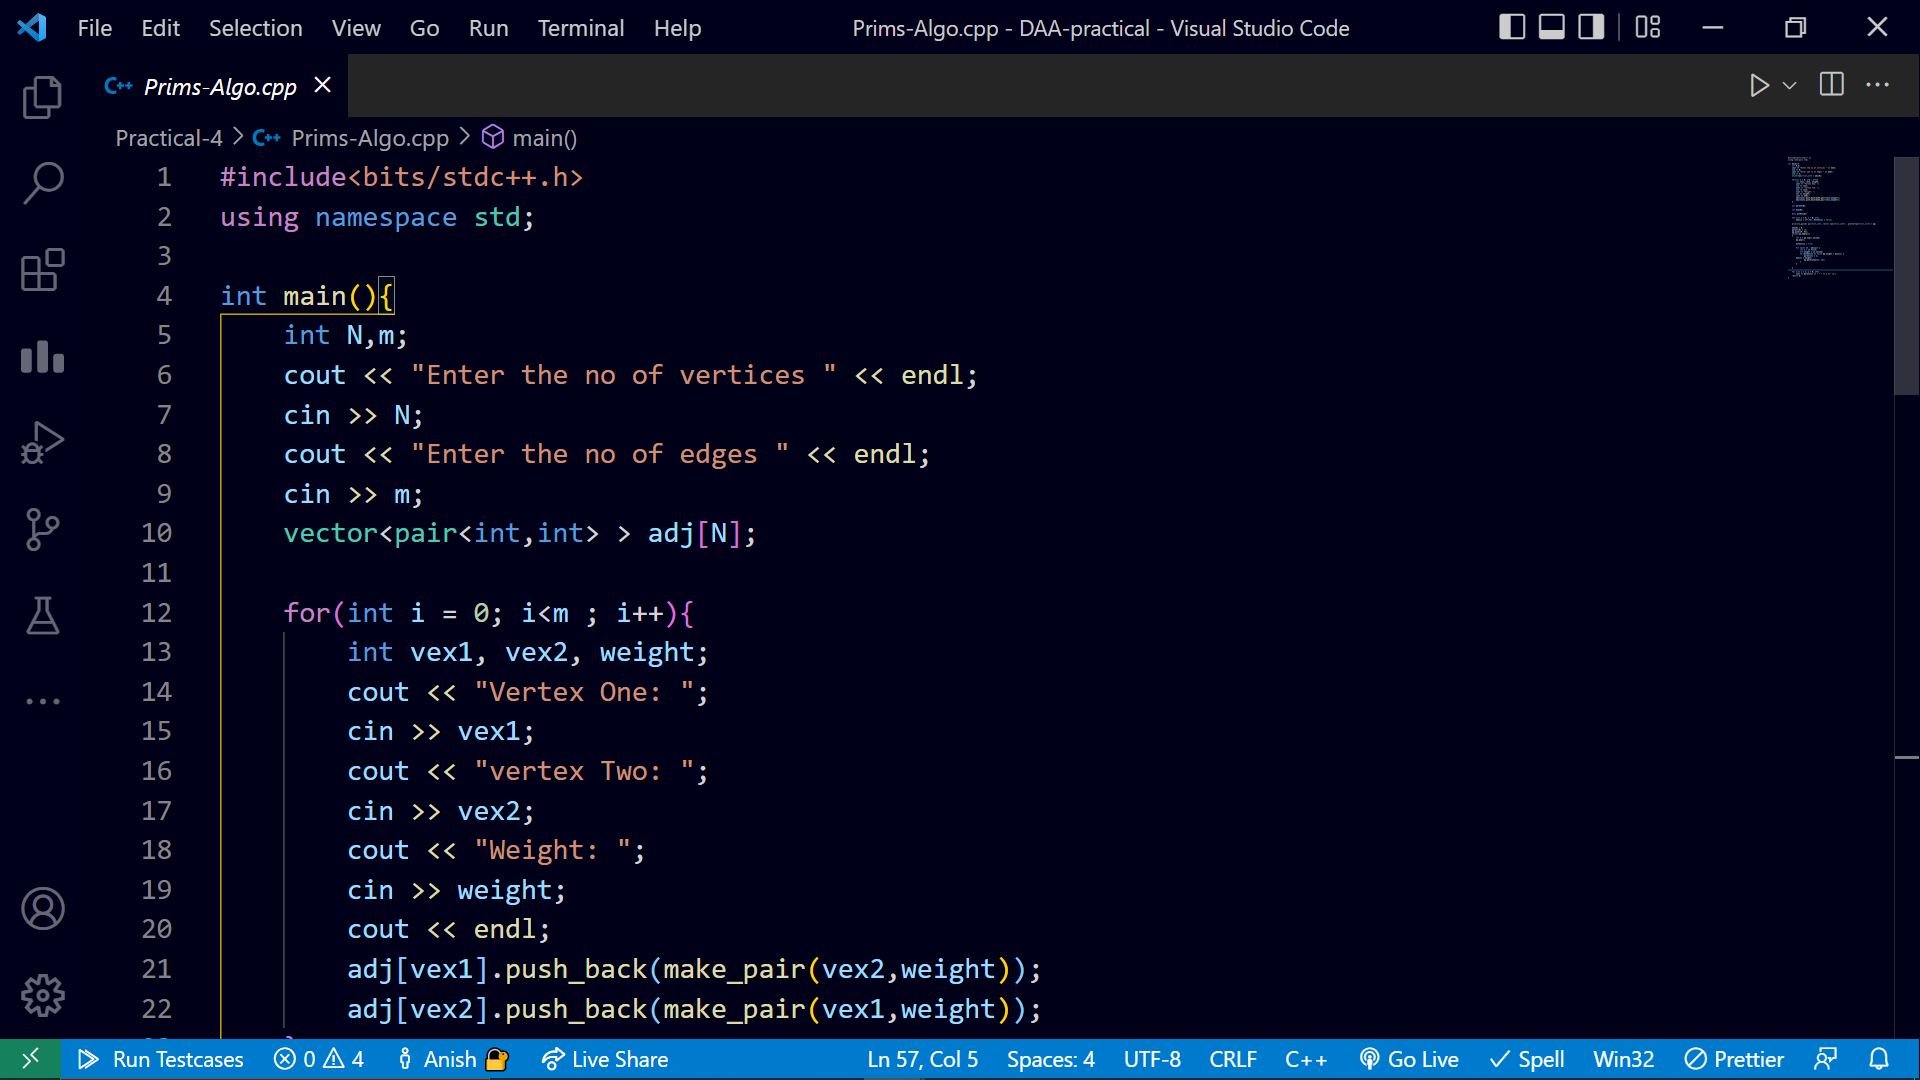 File Edit Selection View Go Run Terminal Help Prims-Algo.cpp - DAA-practical - Visual Studio Code
C++ Prims-Algo.cpp
Practical-4 > C++ Prims-Algo.cpp > main()
1 #include<bits/stdc++.h>
2 using namespace std;
3
4 int main(){
5 int N,m;
6 cout << "Enter the no of vertices " << endl;
7 cin >> N;
8 cout << "Enter the no of edges " << endl;
9 cin >> m;
10 vector<pair<int,int> > adj[N];
11
12 for(int i = 0; i<m ; i++){
13 int vex1, vex2, weight;
14 cout << "Vertex One: ";
15 cin >> vex1;
16 cout << "vertex Two: ";
17 cin >> vex2;
18 cout << "Weight: ";
19 cin >> weight;
20 cout << endl;
21 adj[vex1].push_back(make_pair(vex2,weight));
22 adj[vex2].push_back(make_pair(vex1,weight));
Run Testcases 0 4 Anish Live Share Ln 57, Col 5 Spaces: 4 UTF-8 CRLF C++ Go Live Spell Win32 Prettier